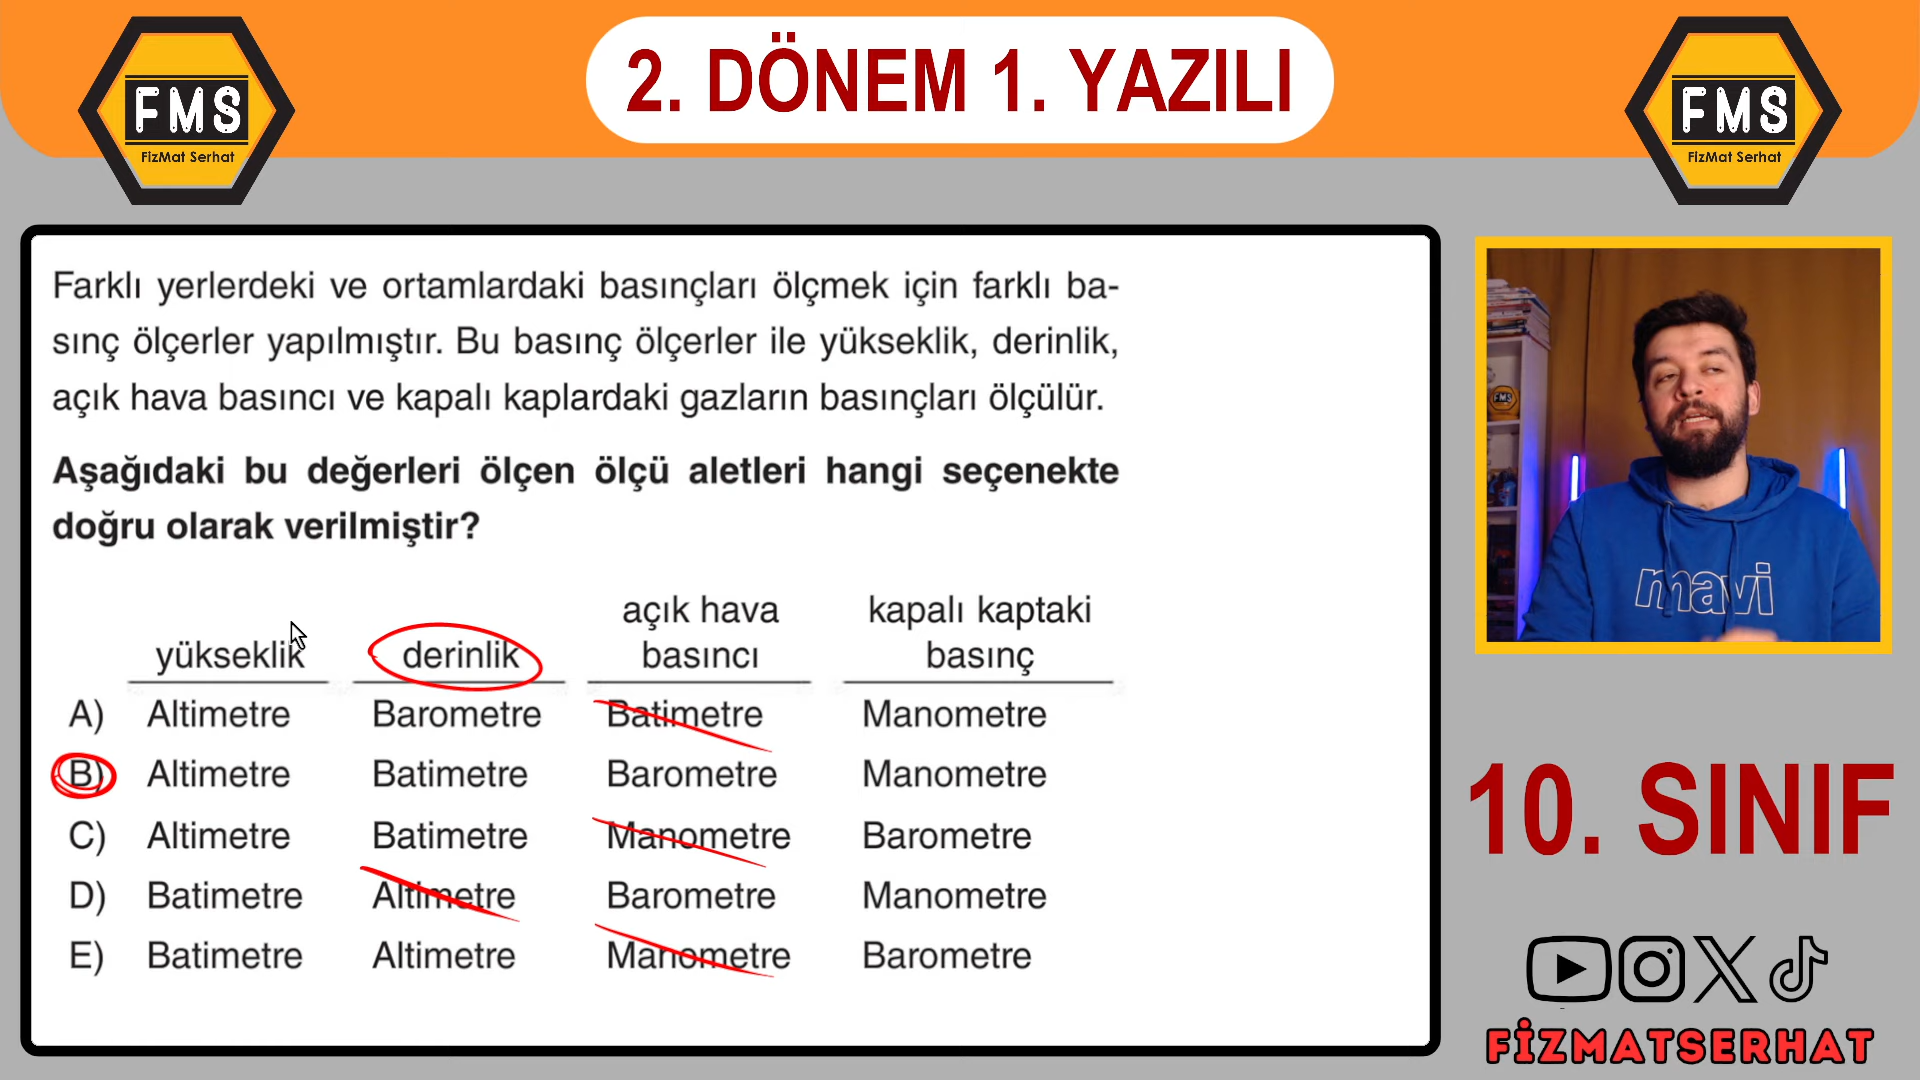 2. DÖNEM 1. YAZILI
FMS
FizMat Serhat
FMS
FizMat Serhat
Farklı yerlerdeki ve ortamlardaki basınçları ölçmek için farklı ba-
sınç ölçerler yapılmıştır. Bu basınç ölçerler ile yükseklik, derinlik,
açık hava basıncı ve kapalı kaplardaki gazların basınçları ölçülür.
Aşağıdaki bu değerleri ölçen ölçü aletleri hangi seçenekte
doğru olarak verilmiştir?
yükseklik derinlik açık hava basıncı kapalı kaptaki basınç
A) Altimetre Barometre Batimetre Manometre
B) Altimetre Batimetre Barometre Manometre
C) Altimetre Batimetre Manometre Barometre
D) Batimetre Altimetre Barometre Manometre
E) Batimetre Altimetre Manometre Barometre
FMS
mavi
10. SINIF
FİZMATSERHAT